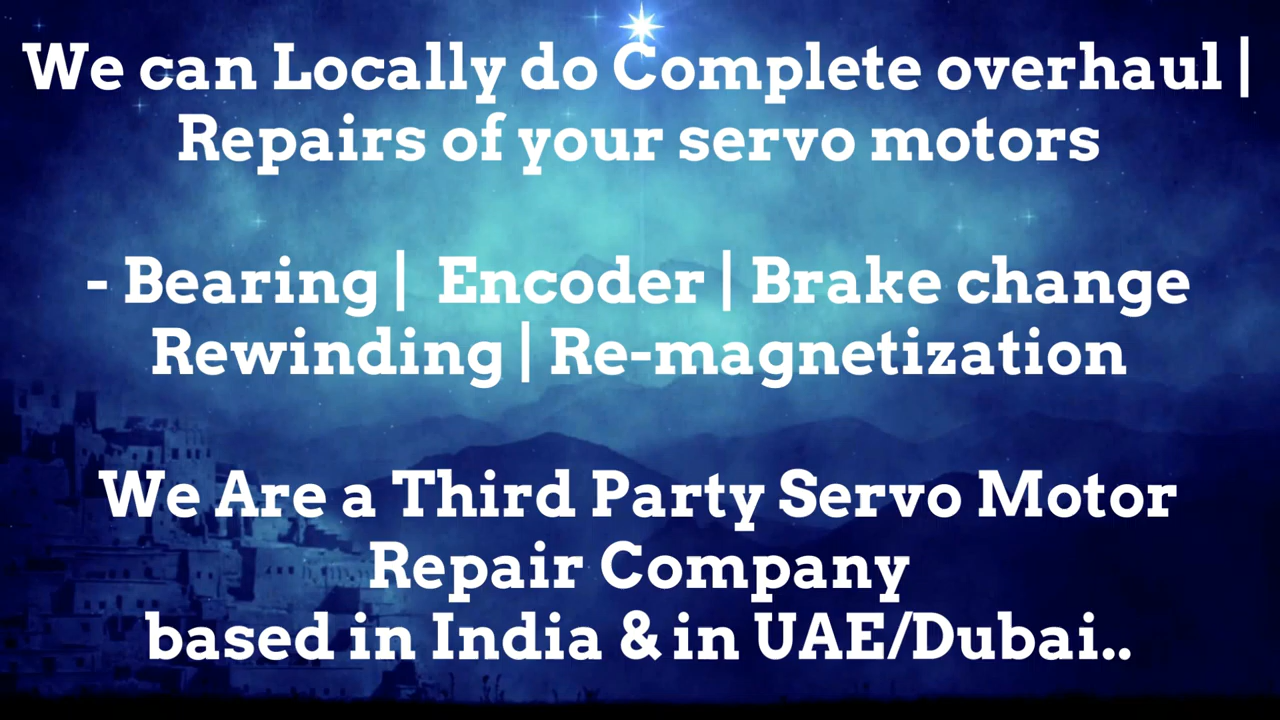 We can Locally do Complete overhaul |
Repairs of your servo motors
- Bearing | Encoder | Brake change
Rewinding | Re-magnetization
We Are a Third Party Servo Motor
Repair Company
based in India & in UAE/Dubai..